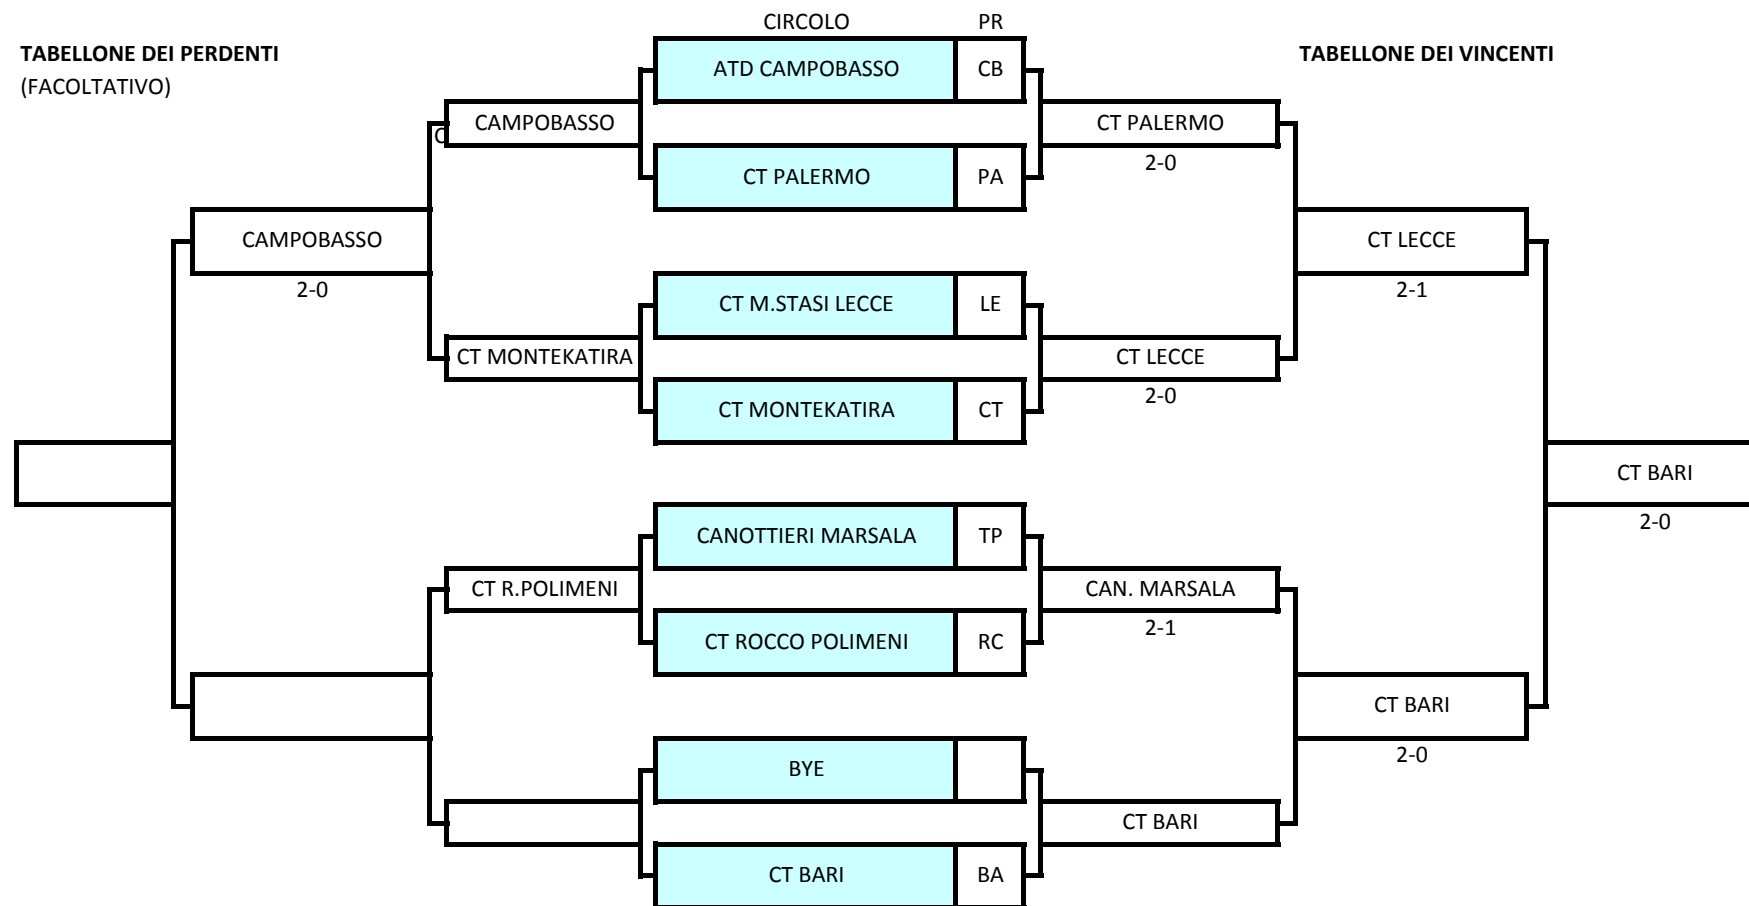 CIRCOLO PR
TABELLONE DEI PERDENTI
(FACOLTATIVO)
TABELLONE DEI VINCENTI
ATD CAMPOBASSO CB
C
CAMPOBASSO
CT PALERMO
2-0
CT PALERMO PA
CAMPOBASSO
2-0
CT LECCE
2-1
CT M.STASI LECCE LE
CT MONTEKATIRA
CT LECCE
2-0
CT MONTEKATIRA CT
CT BARI
2-0
CANOTTIERI MARSALA TP
CT R.POLIMENI
CAN. MARSALA
2-1
CT ROCCO POLIMENI RC
CT BARI
2-0
BYE
CT BARI
CT BARI BA